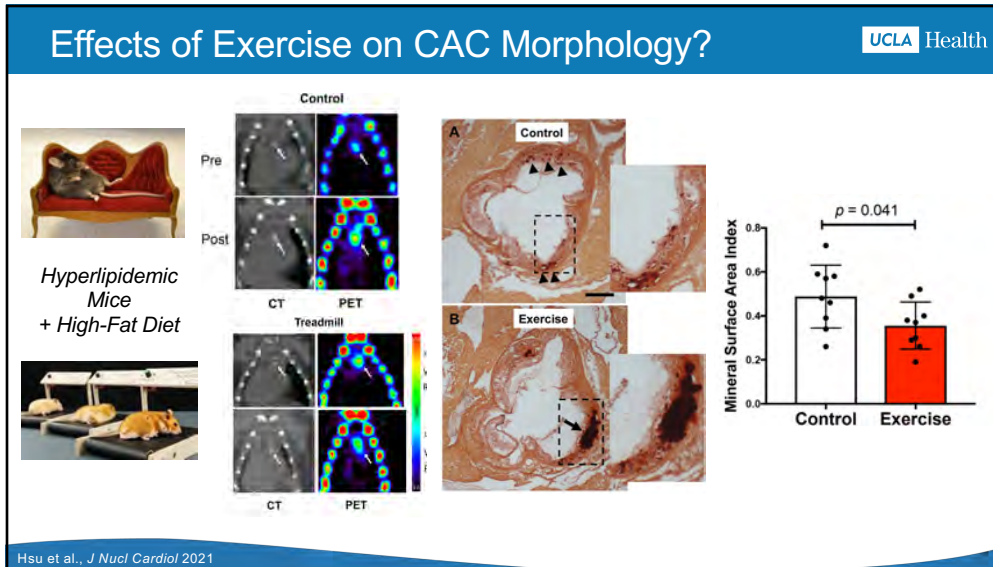 Effects of Exercise on CAC Morphology?
UCLA Health
Hyperlipidemic
Mice
+ High-Fat Diet
Control
Pre
Post
CT PET
Treadmill
CT PET
A
Control
B
Exercise
p = 0.041
Mineral Surface Area Index
0.8
0.6
0.4
0.2
0.0
Control Exercise
Hsu et al., J Nucl Cardiol 2021